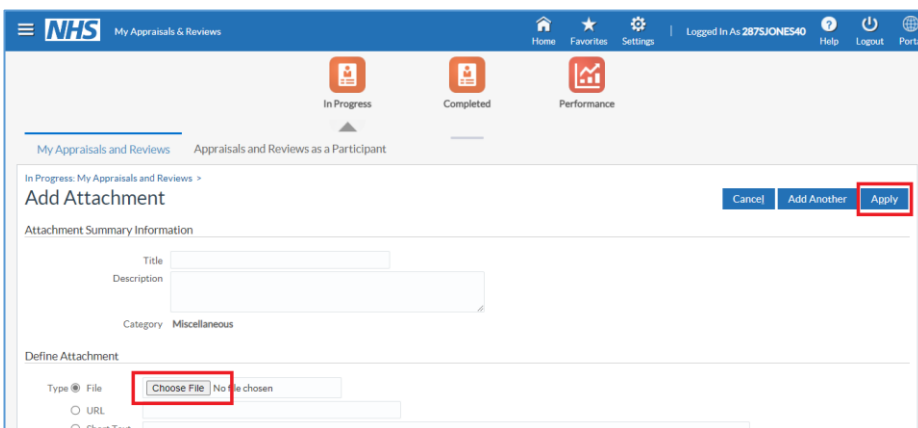 NHS My Appraisals & Reviews Home Favorites Settings | Logged In As 287SJONES40 Help Logout
In Progress Completed Performance
My Appraisals and Reviews Appraisals and Reviews as a Participant
In Progress: My Appraisals and Reviews >
Add Attachment Cancel Add Another Apply
Attachment Summary Information
Title
Description
Category Miscellaneous
Define Attachment
Type File Choose File No file chosen
URL
Short Text